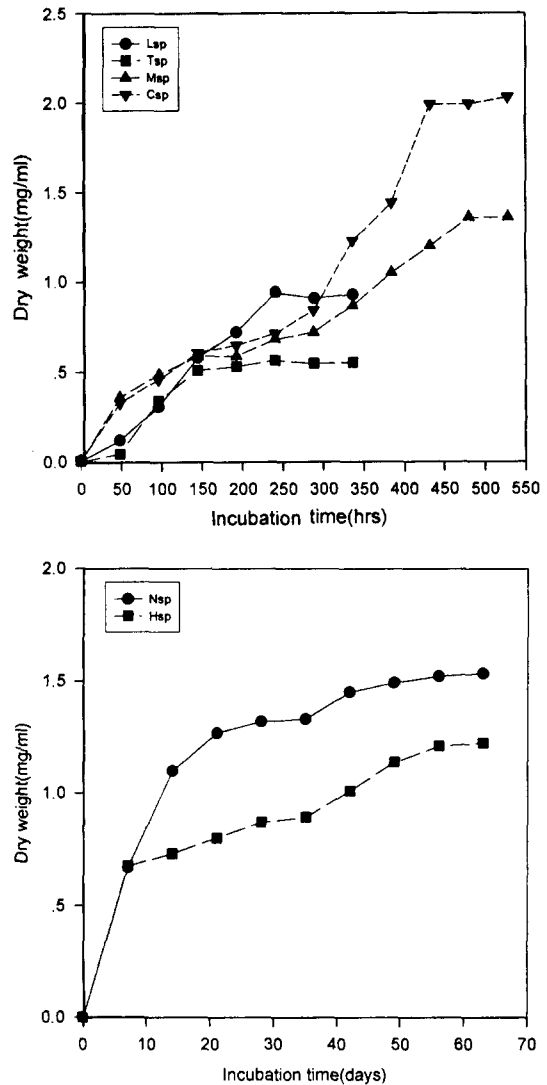 2.5
2.0
1.5
1.0
.5
0.0
Dry weight(mg/ml)
Lsp
Tsp
Msp
Csp
0 50 100 150 200 250 300 350 400 450 500 550
Incubation time(hrs)
2.0
1.5
1.0
.5
0.0
Dry weight(mg/ml)
Nsp
Hsp
0 10 20 30 40 50 60 70
Incubation time(days)